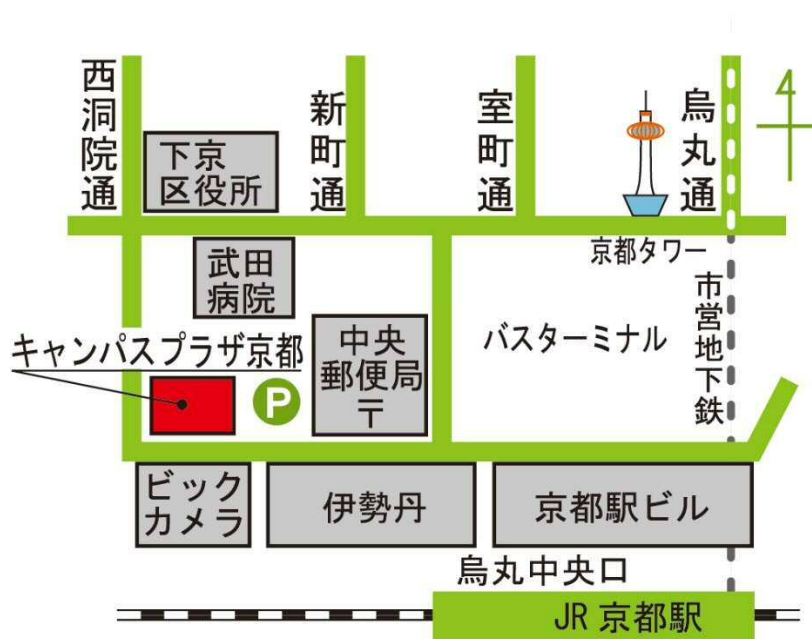 西洞院通
新町通
室町通
烏丸通
4
下京
区役所
京都タワー
武田
病院
市営地下鉄
中央
郵便局
〒
バスターミナル
キャンパスプラザ京都
P
ビック
カメラ
伊勢丹
京都駅ビル
烏丸中央口
JR 京都駅